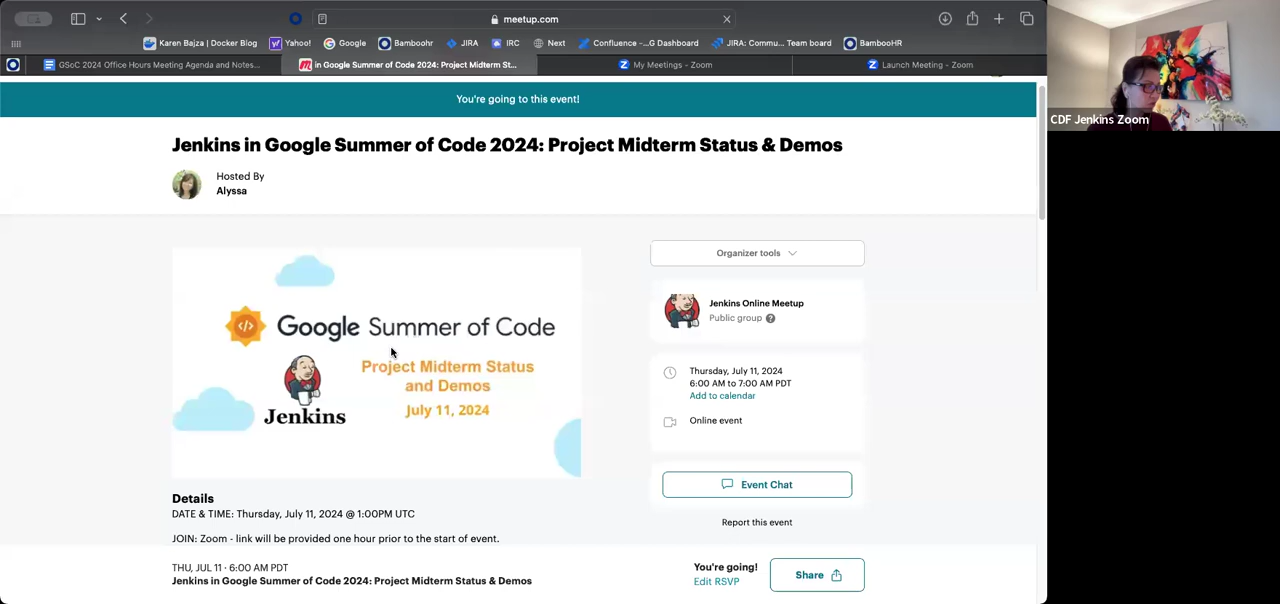 meetup.com
Karen Bajza | Docker Blog
Yahoo!
Google
Bamboohr
JIRA
IRC
Next
Confluence -...G Dashboard
JIRA: Commu... Team board
BambooHR
GSoC 2024 Office Hours Meeting Agenda and Notes...
in Google Summer of Code 2024: Project Midterm St...
My Meetings - Zoom
Launch Meeting - Zoom
You're going to this event!
Jenkins in Google Summer of Code 2024: Project Midterm Status & Demos
Hosted By
Alyssa
Google Summer of Code
Project Midterm Status
and Demos
July 11, 2024
Jenkins
Organizer tools
Jenkins Online Meetup
Public group ?
Thursday, July 11, 2024
6:00 AM to 7:00 AM PDT
Add to calendar
Online event
Event Chat
Report this event
Details
DATE & TIME: Thursday, July 11, 2024 @ 1:00PM UTC
JOIN: Zoom - link will be provided one hour prior to the start of event.
THU, JUL 11 · 6:00 AM PDT
Jenkins in Google Summer of Code 2024: Project Midterm Status & Demos
You're going!
Edit RSVP
Share
CDF Jenkins Zoom